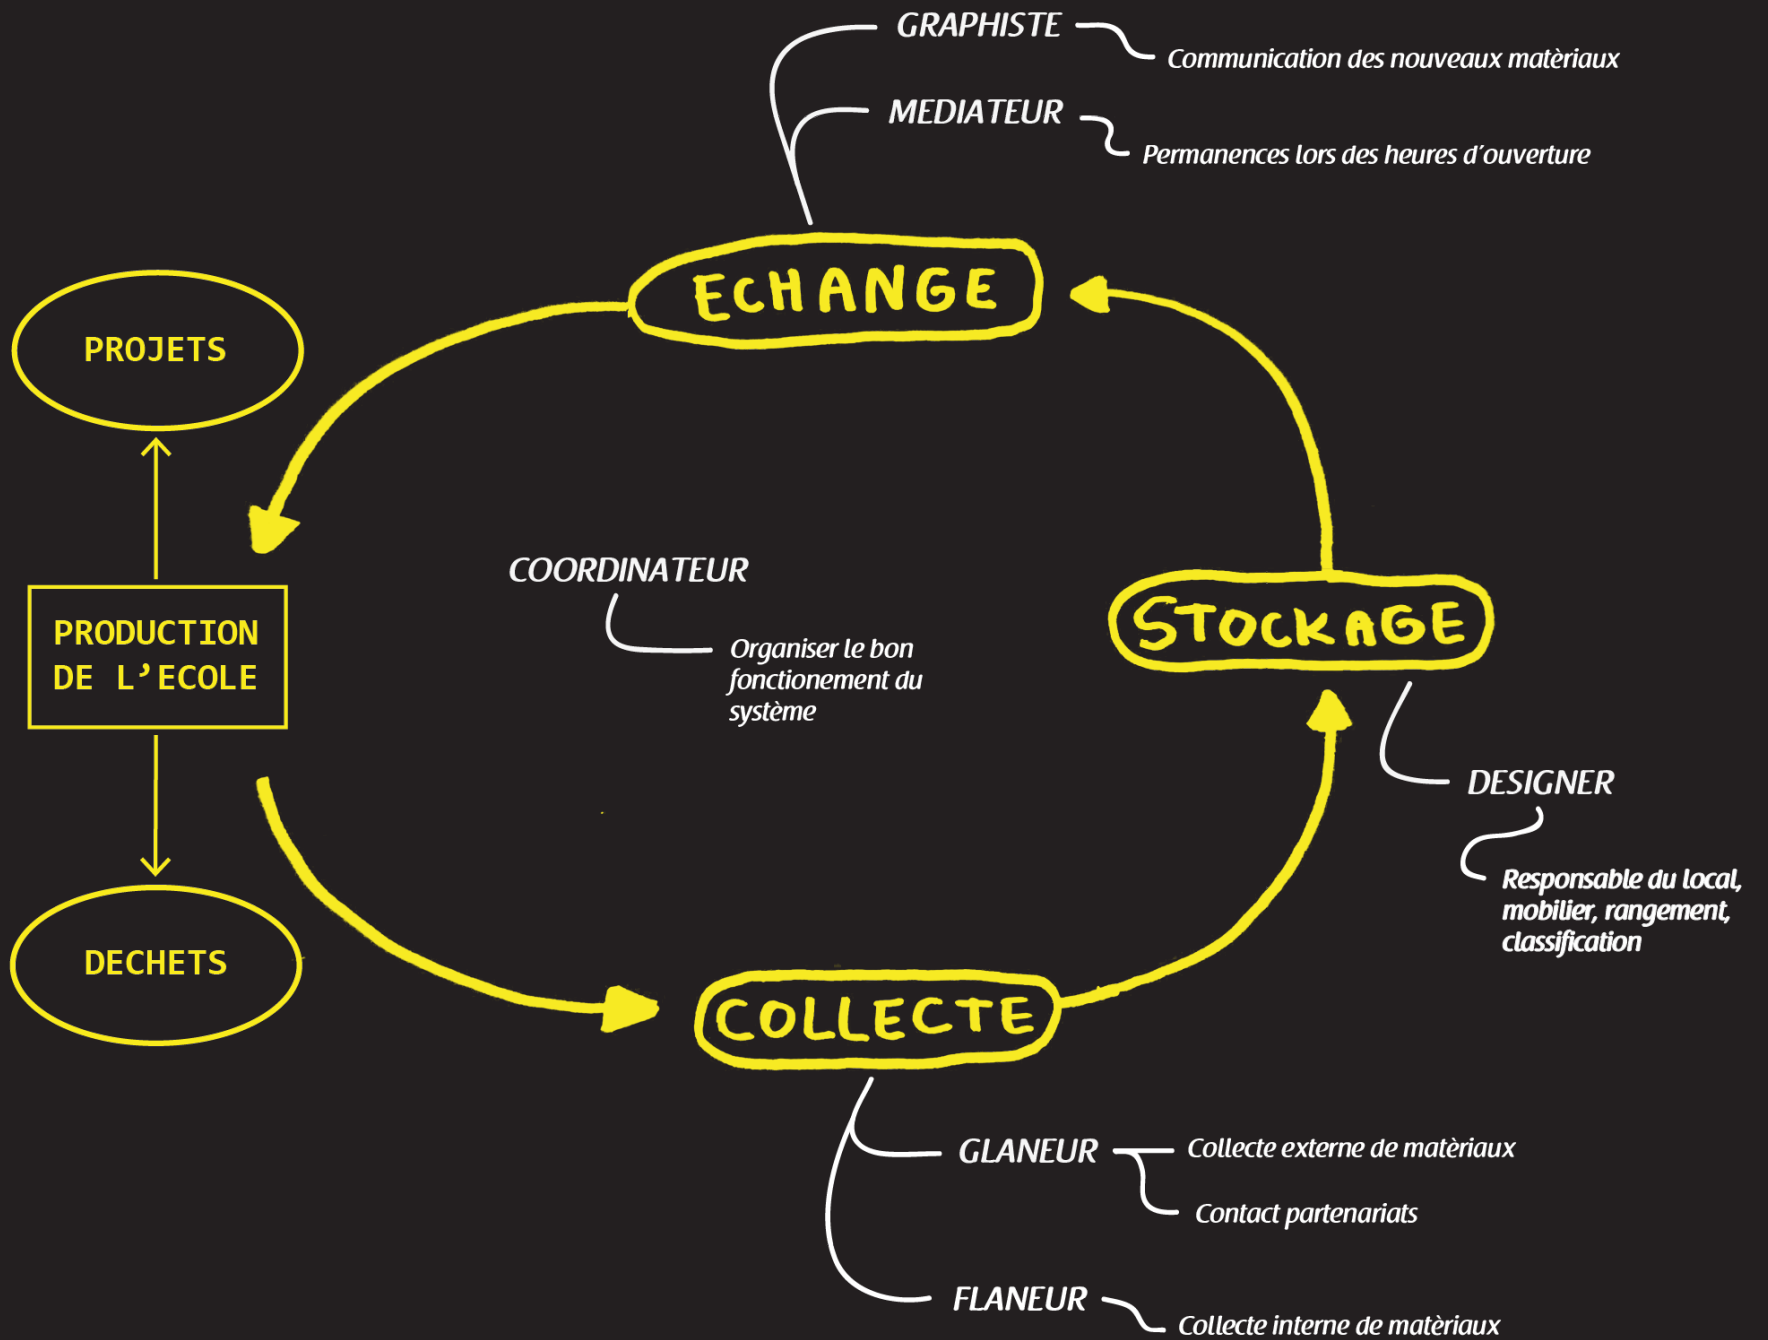 GRAPHISTE
Communication des nouveaux matèriaux
MEDIATEUR
Permanences lors des heures d'ouverture
ECHANGE
PROJETS
COORDINATEUR
Organiser le bon
fonctionement du
système
PRODUCTION
DE L'ECOLE
STOCKAGE
DESIGNER
Responsable du local,
mobilier, rangement,
classification
DECHETS
COLLECTE
GLANEUR
Collecte externe de matèriaux
Contact partenariats
FLANEUR
Collecte interne de matèriaux